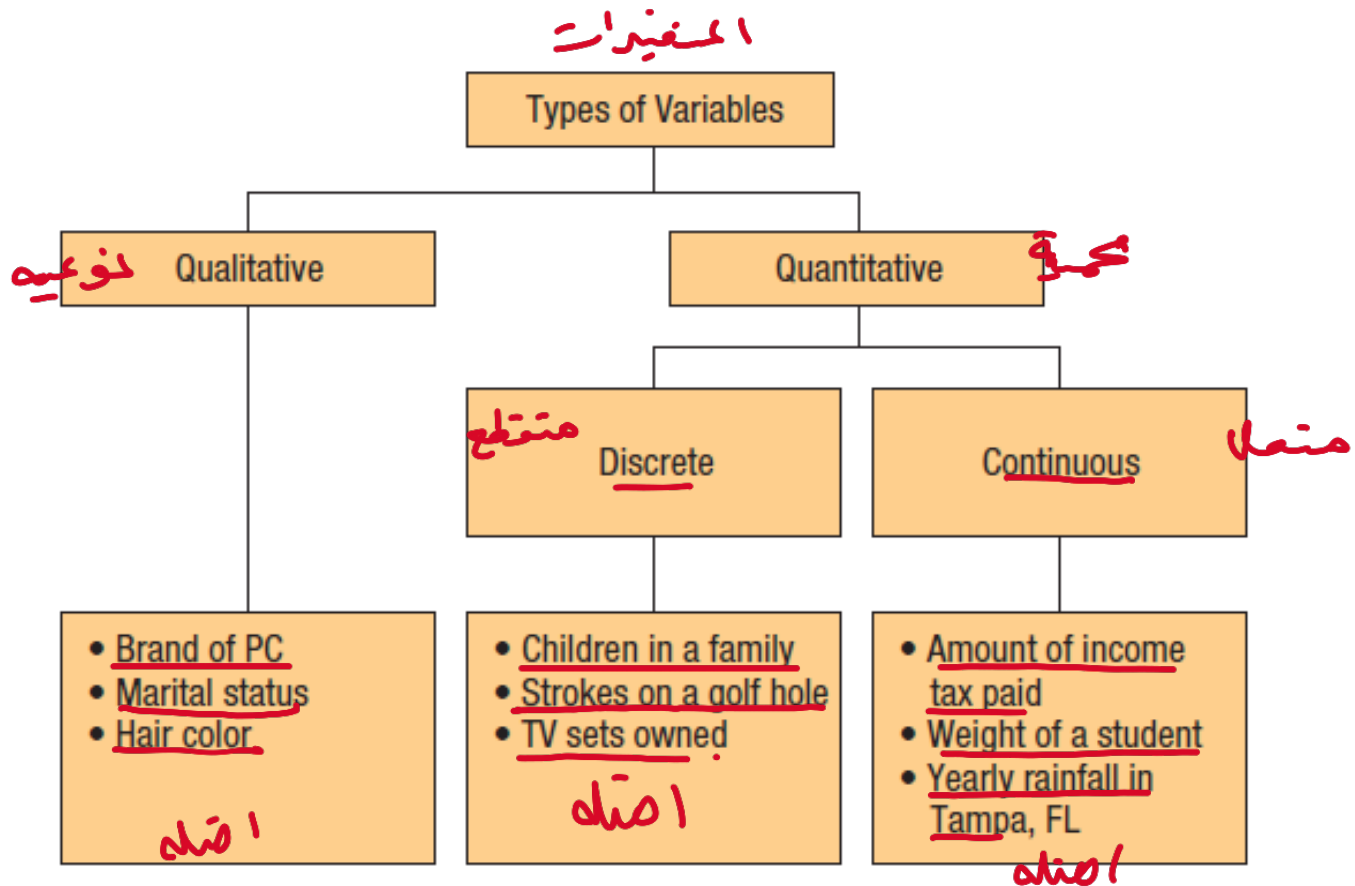 المتغيرات
Types of Variables
نوعيه Qualitative
Quantitative كمية
متقطع
Discrete
Continuous
متصل
• Brand of PC
• Marital status
• Hair color
امثله
• Children in a family
• Strokes on a golf hole
• TV sets owned
امثله
• Amount of income
tax paid
• Weight of a student
• Yearly rainfall in
Tampa, FL
امثله